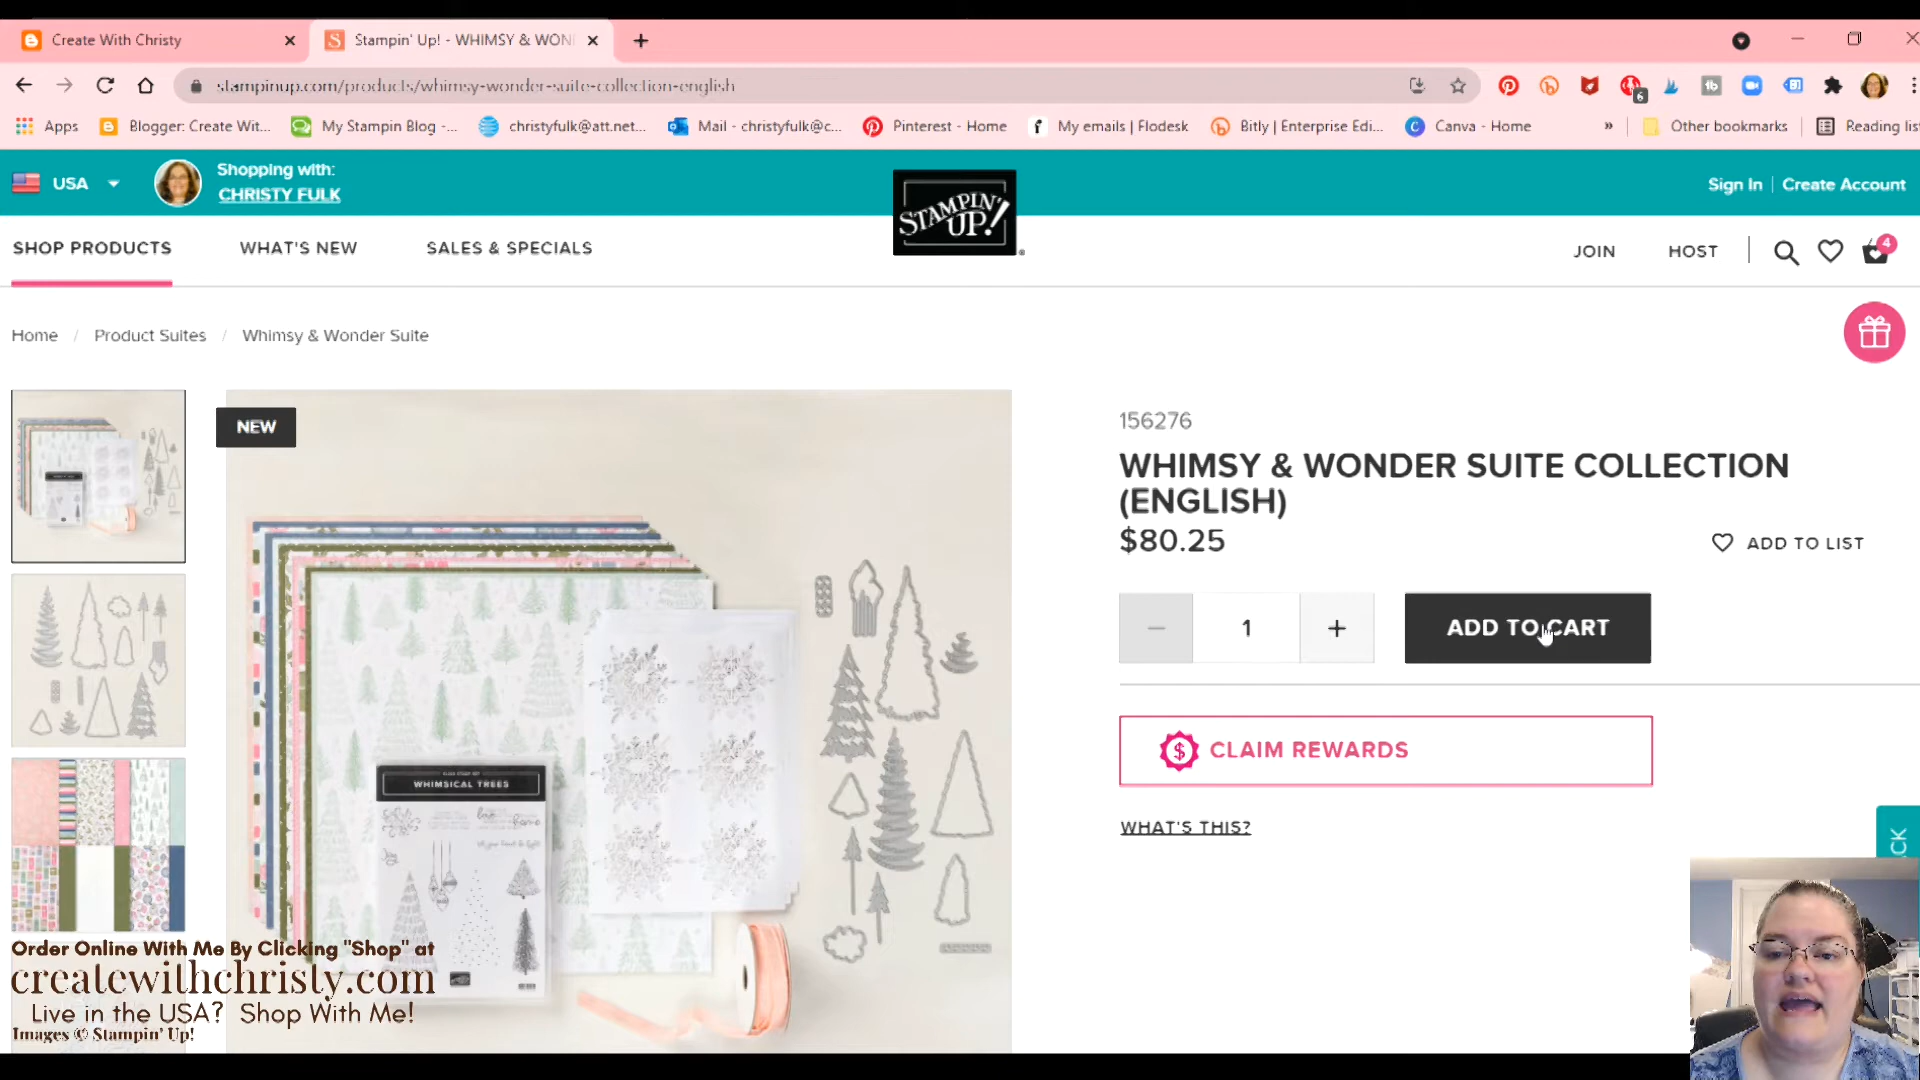 Create With Christy
Stampin' Up! - WHIMSY & WON
stampinup.com/products/whimsy-wonder-suite-collection-english
6
Apps
Blogger: Create Wit...
My Stampin Blog -...
christyfulk@att.net...
Mail - christyfulk@c...
Pinterest - Home
My emails | Flodesk
Bitly | Enterprise Edi...
Canva - Home
»
Other bookmarks
Reading list
USA
Shopping with:
CHRISTY FULK
STAMPIN' UP!
Sign In
Create Account
SHOP PRODUCTS
WHAT'S NEW
SALES & SPECIALS
JOIN
HOST
4
Home / Product Suites / Whimsy & Wonder Suite
NEW
156276
WHIMSY & WONDER SUITE COLLECTION
(ENGLISH)
$80.25
ADD TO LIST
− 1 +
ADD TO CART
$ CLAIM REWARDS
WHAT'S THIS?
CK
WHIMSICAL TREES
Order Online With Me By Clicking "Shop" at
createwithchristy.com
Live in the USA? Shop With Me!
Images © Stampin' Up!